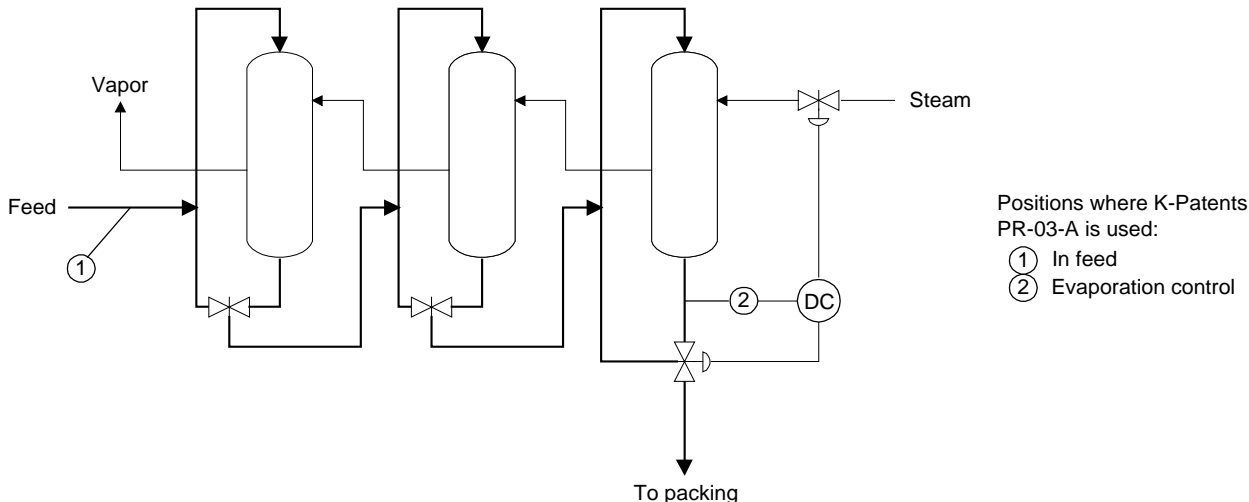 Vapor
Steam
Feed
1
2
DC
Positions where K-Patents
PR-03-A is used:
1 In feed
2 Evaporation control
To packing